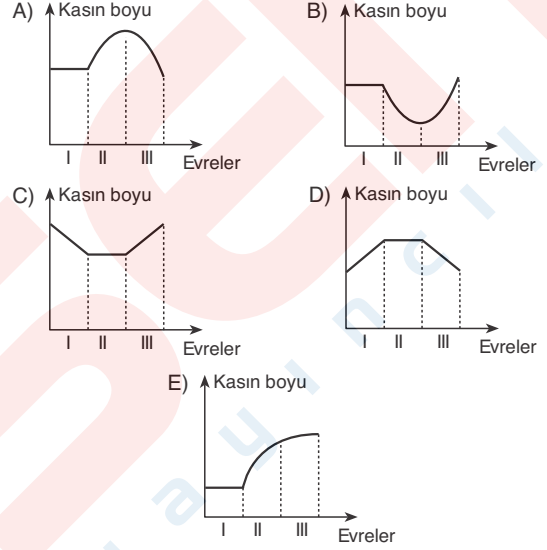 A) Kasın boyu
I II III Evreler
B) Kasın boyu
I II III Evreler
C) Kasın boyu
I II III Evreler
D) Kasın boyu
I II III Evreler
E) Kasın boyu
I II III Evreler